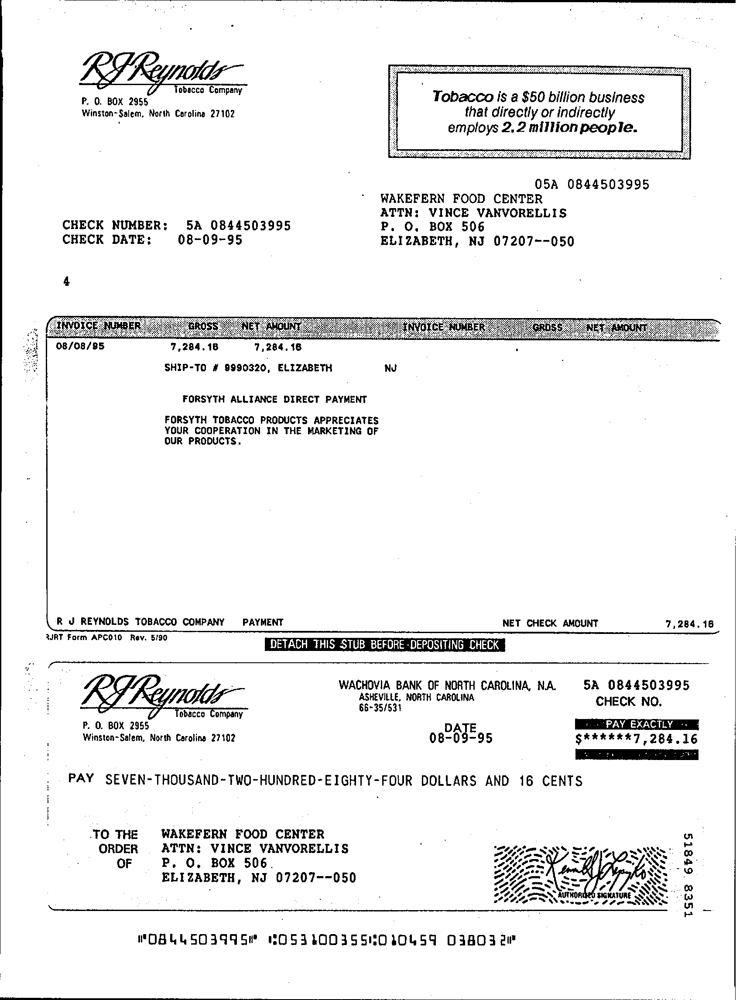 RJReynolds
Tobacco Company
P. O. BOX 2955
Winston-Salem, North Carolina 27102
Tobacco is a $50 billion business
that directly or indirectly
employs 2.2 million people.
05A 0844503995
WAKEFERN FOOD CENTER
ATTN: VINCE VANVORELLIS
P. O. BOX 506
ELIZABETH, NJ 07207--050
CHECK NUMBER: 5A 0844503995
CHECK DATE: 08-09-95
4
INVOICE NUMBER GROSS NET AMOUNT INVOICE NUMBER GROSS NET AMOUNT
08/08/95 7,284.16 7,284.16
SHIP-TO # 9990320, ELIZABETH NJ
FORSYTH ALLIANCE DIRECT PAYMENT
FORSYTH TOBACCO PRODUCTS APPRECIATES
YOUR COOPERATION IN THE MARKETING OF
OUR PRODUCTS.
R J REYNOLDS TOBACCO COMPANY PAYMENT NET CHECK AMOUNT 7,284.16
RJRT Form APC010 Rev. 5/90
DETACH THIS STUB BEFORE DEPOSITING CHECK
RJReynolds
Tobacco Company
P. O. BOX 2955
Winston-Salem, North Carolina 27102
WACHOVIA BANK OF NORTH CAROLINA, N.A.
ASHEVILLE, NORTH CAROLINA
66-35/531
5A 0844503995
CHECK NO.
DATE
08-09-95
PAY EXACTLY
$******7,284.16
PAY SEVEN-THOUSAND-TWO-HUNDRED-EIGHTY-FOUR DOLLARS AND 16 CENTS
TO THE
ORDER
OF
WAKEFERN FOOD CENTER
ATTN: VINCE VANVORELLIS
P. O. BOX 506
ELIZABETH, NJ 07207--050
AUTHORIZED SIGNATURE
51849 8351
⑈0844503995⑈ ⑆053100355⑆010459 038032⑈